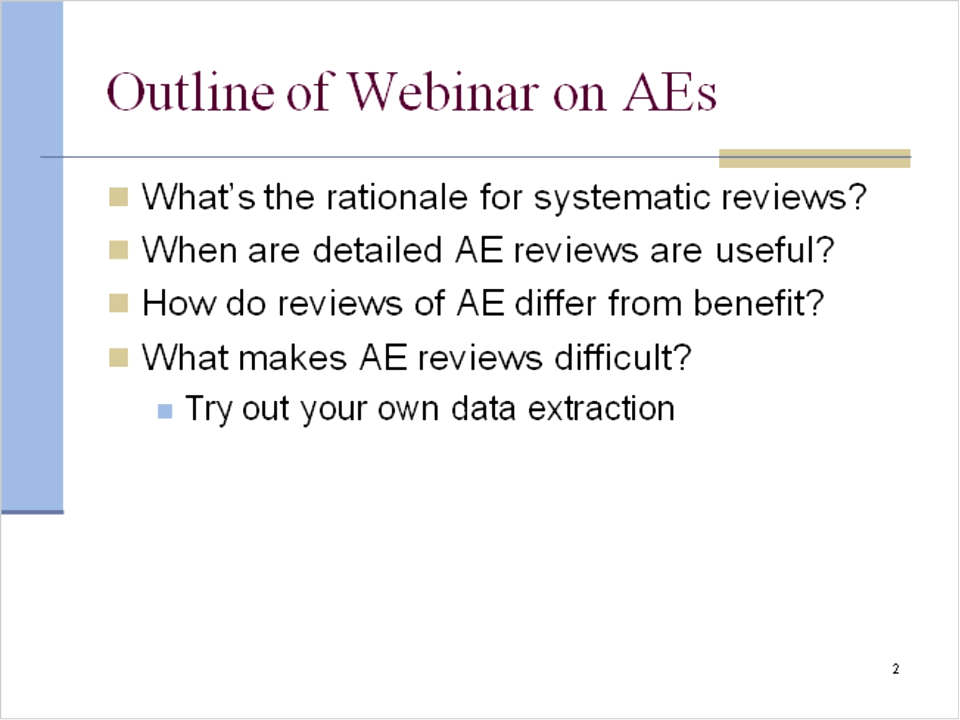 Outline of Webinar on AEs
What's the rationale for systematic reviews?
When are detailed AE reviews are useful?
How do reviews of AE differ from benefit?
What makes AE reviews difficult?
Try out your own data extraction
2